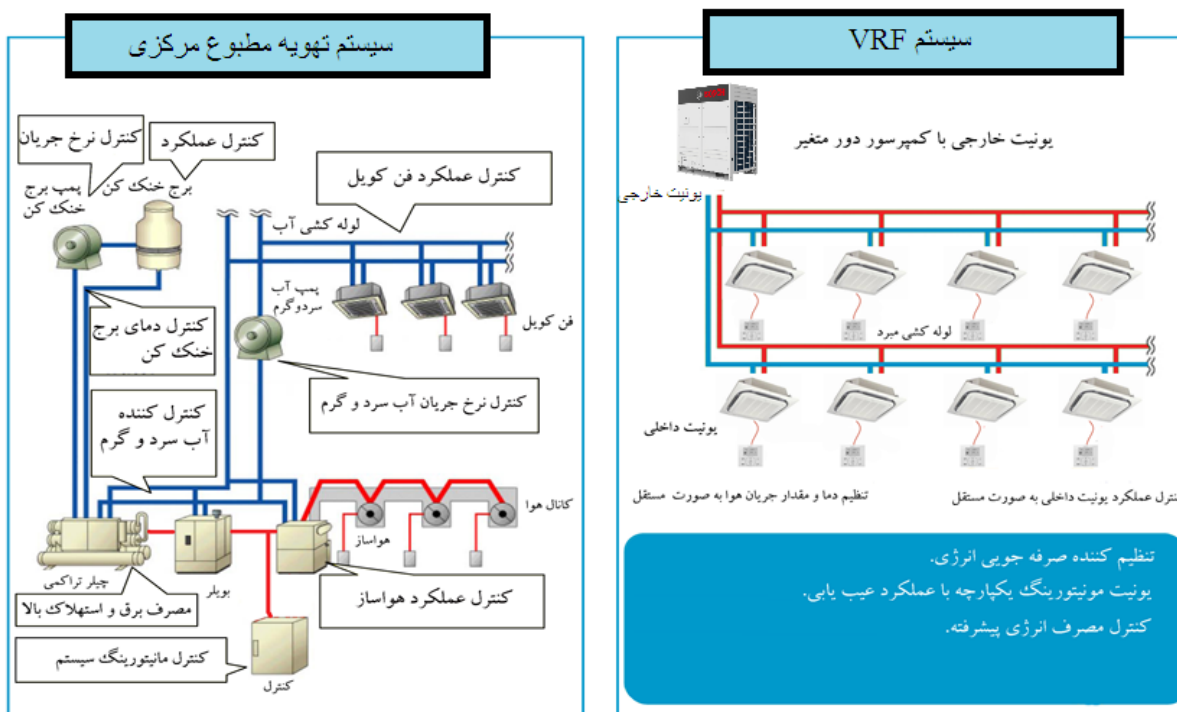 سیستم تهویه مطبوع مرکزی
کنترل نرخ جریان
کنترل عملکرد
پمپ برج
خنک کن
برج خنک کن
کنترل عملکرد فن کویل
لوله کشی آب
پمپ آب
سردوگرم
فن کویل
کنترل دمای برج
خنک کن
کنترل نرخ جریان آب سرد و گرم
کنترل کننده
آب سرد و گرم
کانال هوا
هواساز
چیلر تراکمی
بویلر
مصرف برق و استهلاک بالا
کنترل عملکرد هواساز
کنترل مانیتورینگ سیستم
کنترل
سیستم VRF
یونیت خارجی با کمپرسور دور متغیر
یونیت خارجی
لوله کشی مبرد
یونیت داخلی
نترل عملکرد یونیت داخلی به صورت مستقل
تنظیم دما و مقدار جریان هوا به صورت مستقل
تنظیم کننده صرفه جویی انرژی.
یونیت مونیتورینگ یکپارچه با عملکرد عیب یابی.
کنترل مصرف انرژی پیشرفته.